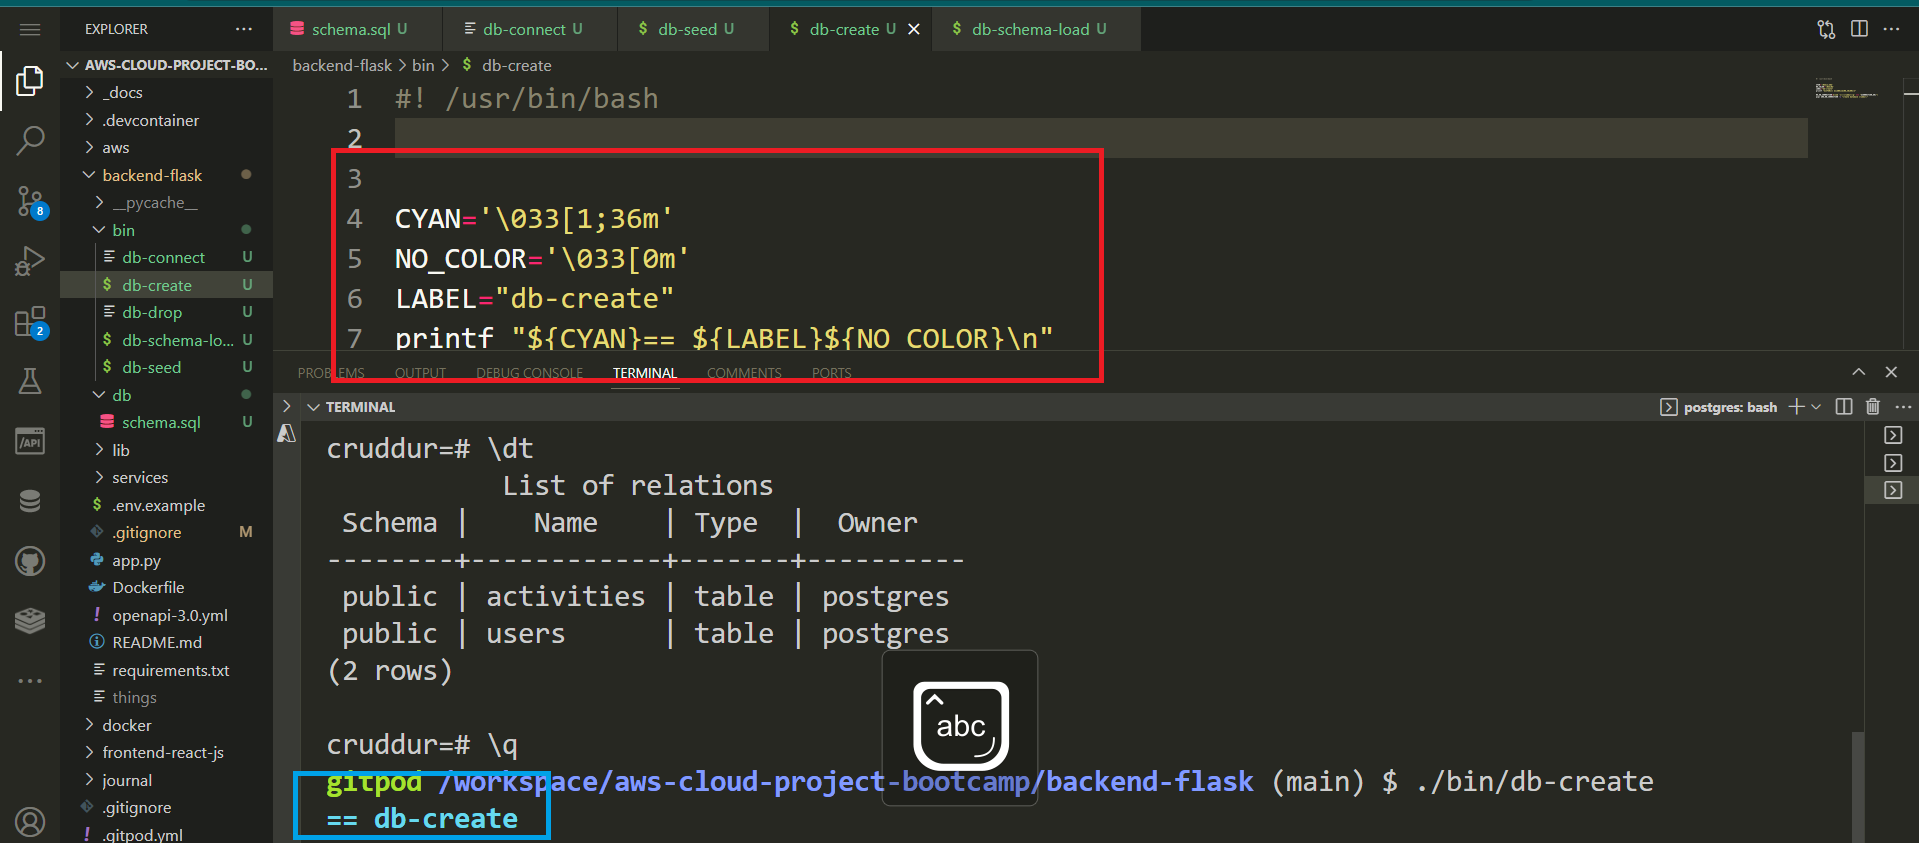 EXPLORER ···
schema.sql U
db-connect U
$ db-seed U
$ db-create U
$ db-schema-load U
AWS-CLOUD-PROJECT-BO...
backend-flask > bin > $ db-create
_docs
.devcontainer
aws
backend-flask
__pycache__
bin
db-connect U
$ db-create U
db-drop U
$ db-schema-lo... U
$ db-seed U
db
schema.sql U
lib
services
$ .env.example
.gitignore M
app.py
Dockerfile
! openapi-3.0.yml
README.md
requirements.txt
things
docker
frontend-react-js
journal
.gitignore
! .gitpod.yml
8
2
/API
1 #! /usr/bin/bash
2
3
4 CYAN='\033[1;36m'
5 NO_COLOR='\033[0m'
6 LABEL="db-create"
7 printf "${CYAN}== ${LABEL}${NO_COLOR}\n"
PROBLEMS OUTPUT DEBUG CONSOLE TERMINAL COMMENTS PORTS
TERMINAL
postgres: bash
cruddur=# \dt
List of relations
Schema | Name | Type | Owner
--------+------------+-------+----------
public | activities | table | postgres
public | users | table | postgres
(2 rows)
cruddur=# \q
gitpod /workspace/aws-cloud-project-bootcamp/backend-flask (main) $ ./bin/db-create
== db-create
abc